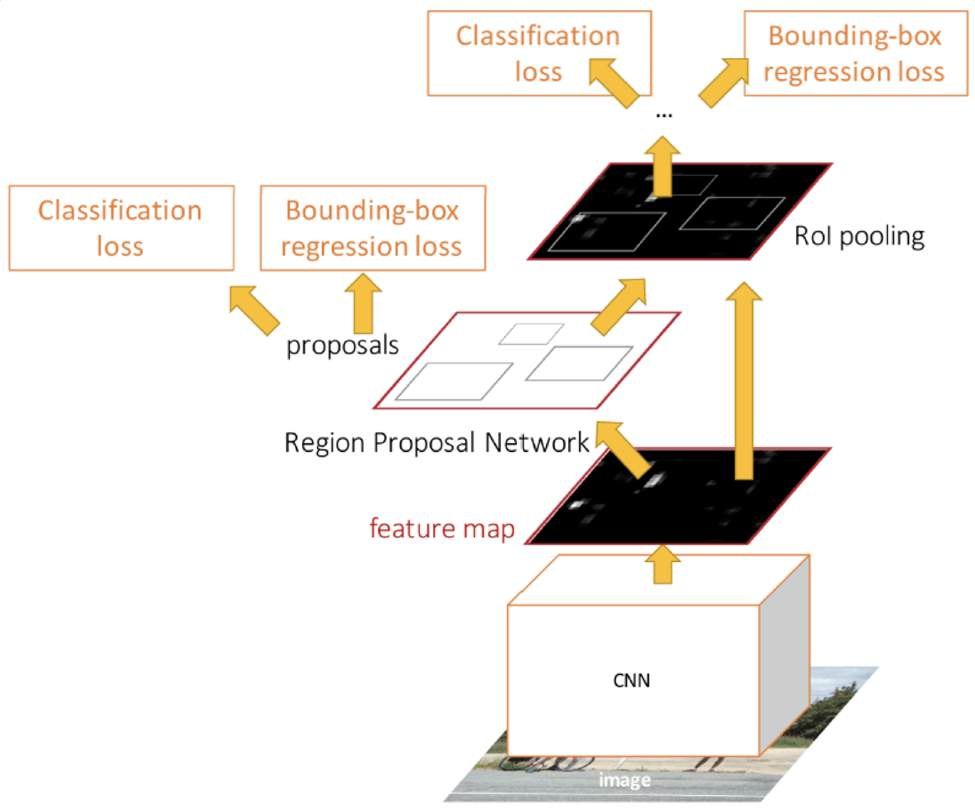 Classification
loss
Bounding-box
regression loss
...
Classification
loss
Bounding-box
regression loss
RoI pooling
proposals
Region Proposal Network
feature map
CNN
image